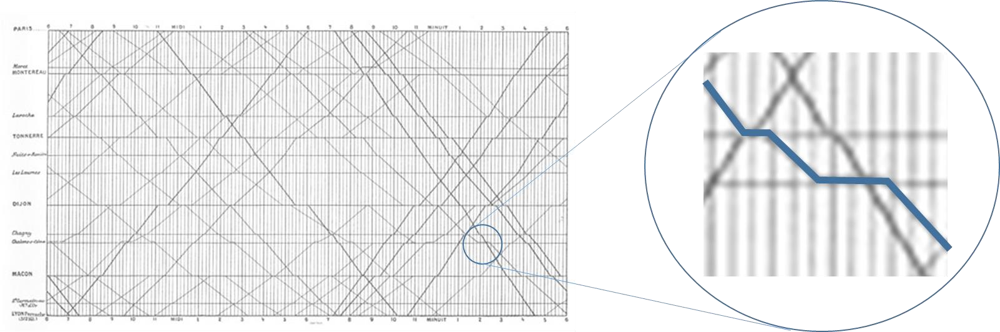 6 7 8 9 10 11 MIDI 1 2 3 4 5 6 7 8 9 10 11 MINUIT 1 2 3 4 5 6
PARIS
Moret
MONTEREAU
Laroche
TONNERRE
Les Laumes
DIJON
Chagny
MACON
LYON
6 7 8 9 10 11 MIDI 1 2 3 4 5 6 7 8 9 10 11 MINUIT 1 2 3 4 5 6